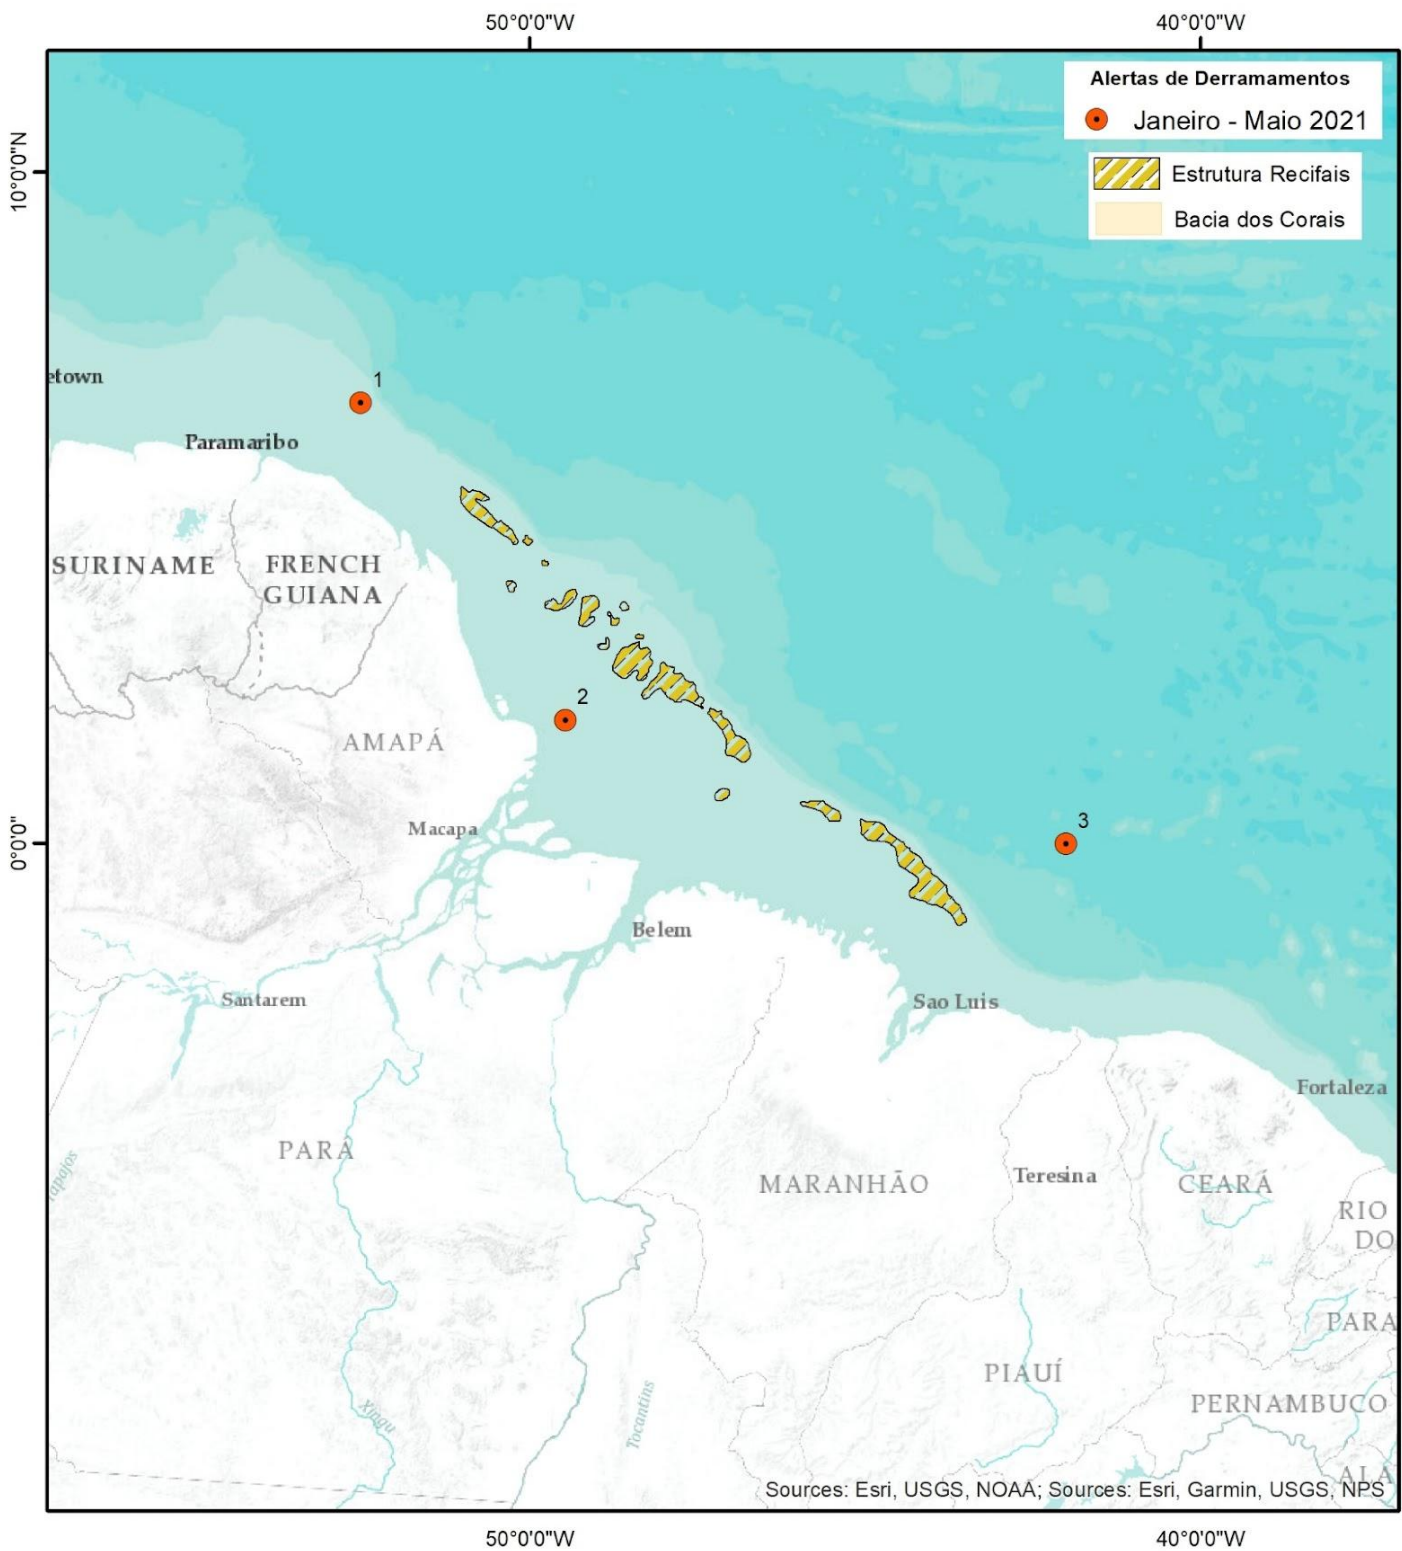 50°0'0"W
40°0'0"W
Alertas de Derramamentos
Janeiro - Maio 2021
10°0'0"N
Estrutura Recifais
Bacia dos Corais
etown
1
Paramaribo
SURINAME
FRENCH
GUIANA
2
AMAPÁ
Macapa
3
0°0'0"
Belem
Santarem
Sao Luis
Fortaleza
PARÁ
apajos
MARANHÃO
Teresina
CEARÁ
RIO
DO
PARA
PIAUÍ
Xingu
Tocantins
PERNAMBUCO
ALA
Sources: Esri, USGS, NOAA; Sources: Esri, Garmin, USGS, NPS
50°0'0"W
40°0'0"W